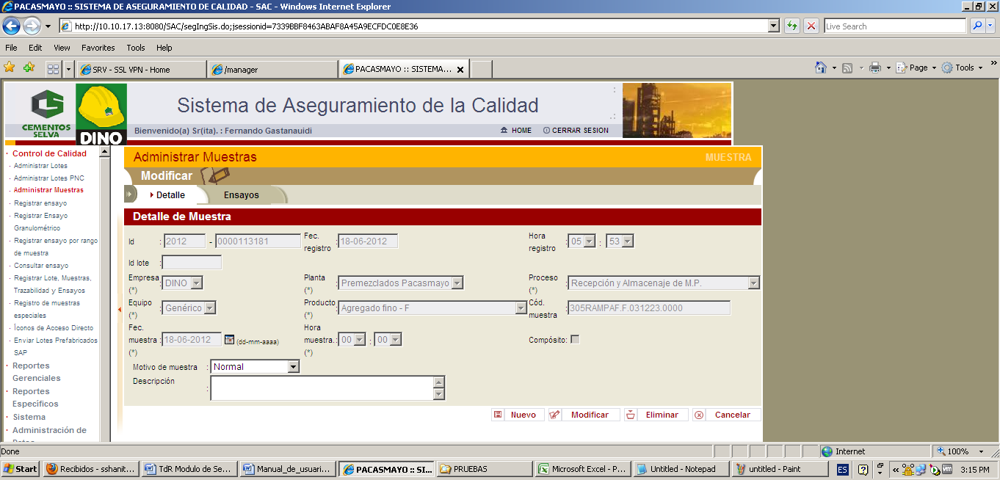 PACASMAYO :: SISTEMA DE ASEGURAMIENTO DE CALIDAD - SAC - Windows Internet Explorer
http://10.10.17.13:8080/SAC/segIngSis.do;jsessionid=7339BBF8463ABAF8A45A9ECFDC0E8E36
Live Search
File Edit View Favorites Tools Help
SRV - SSL VPN - Home
/manager
PACASMAYO :: SISTEMA...
Page Tools »
CEMENTOS SELVA
DINO
Sistema de Aseguramiento de la Calidad
Bienvenido(a) Sr(ita). : Fernando Gastanauidi
HOME CERRAR SESION
· Control de Calidad
· Administrar Lotes
· Administrar Lotes PNC
· Administrar Muestras
· Registrar ensayo
· Registrar Ensayo
Granulométrico
· Registrar ensayo por rango
de muestra
· Consultar ensayo
· Registrar Lote, Muestras,
Trazabilidad y Ensayos
· Registro de muestras
especiales
· Íconos de Acceso Directo
· Enviar Lotes Prefabricados
SAP
· Reportes
Gerenciales
· Reportes
Específicos
· Sistema
· Administración de
Administrar Muestras
MUESTRA
Modificar
Detalle
Ensayos
Detalle de Muestra
Id : 2012 - 0000113181
Fec. registro : 18-06-2012
Hora registro : 05 : 53
Id lote :
Empresa (*) : DINO
Planta (*) : Premezclados Pacasmayo
Proceso (*) : Recepción y Almacenaje de M.P.
Equipo (*) : Genérico
Producto (*) : Agregado fino - F
Cód. muestra : 305RAMPAF.F.031223.0000
Fec. muestra (*) : 18-06-2012 (dd-mm-aaaa)
Hora muestra. (*) : 00 : 00
Compósito:
Motivo de muestra : Normal
Descripción :
Nuevo
Modificar
Eliminar
Cancelar
Done
Internet
100%
Start
Recibidos - sshanit...
TdR Modulo de Se...
Manual_de_usuari...
PACASMAYO :: SI...
PRUEBAS
Microsoft Excel - P...
Untitled - Notepad
untitled - Paint
ES
3:15 PM